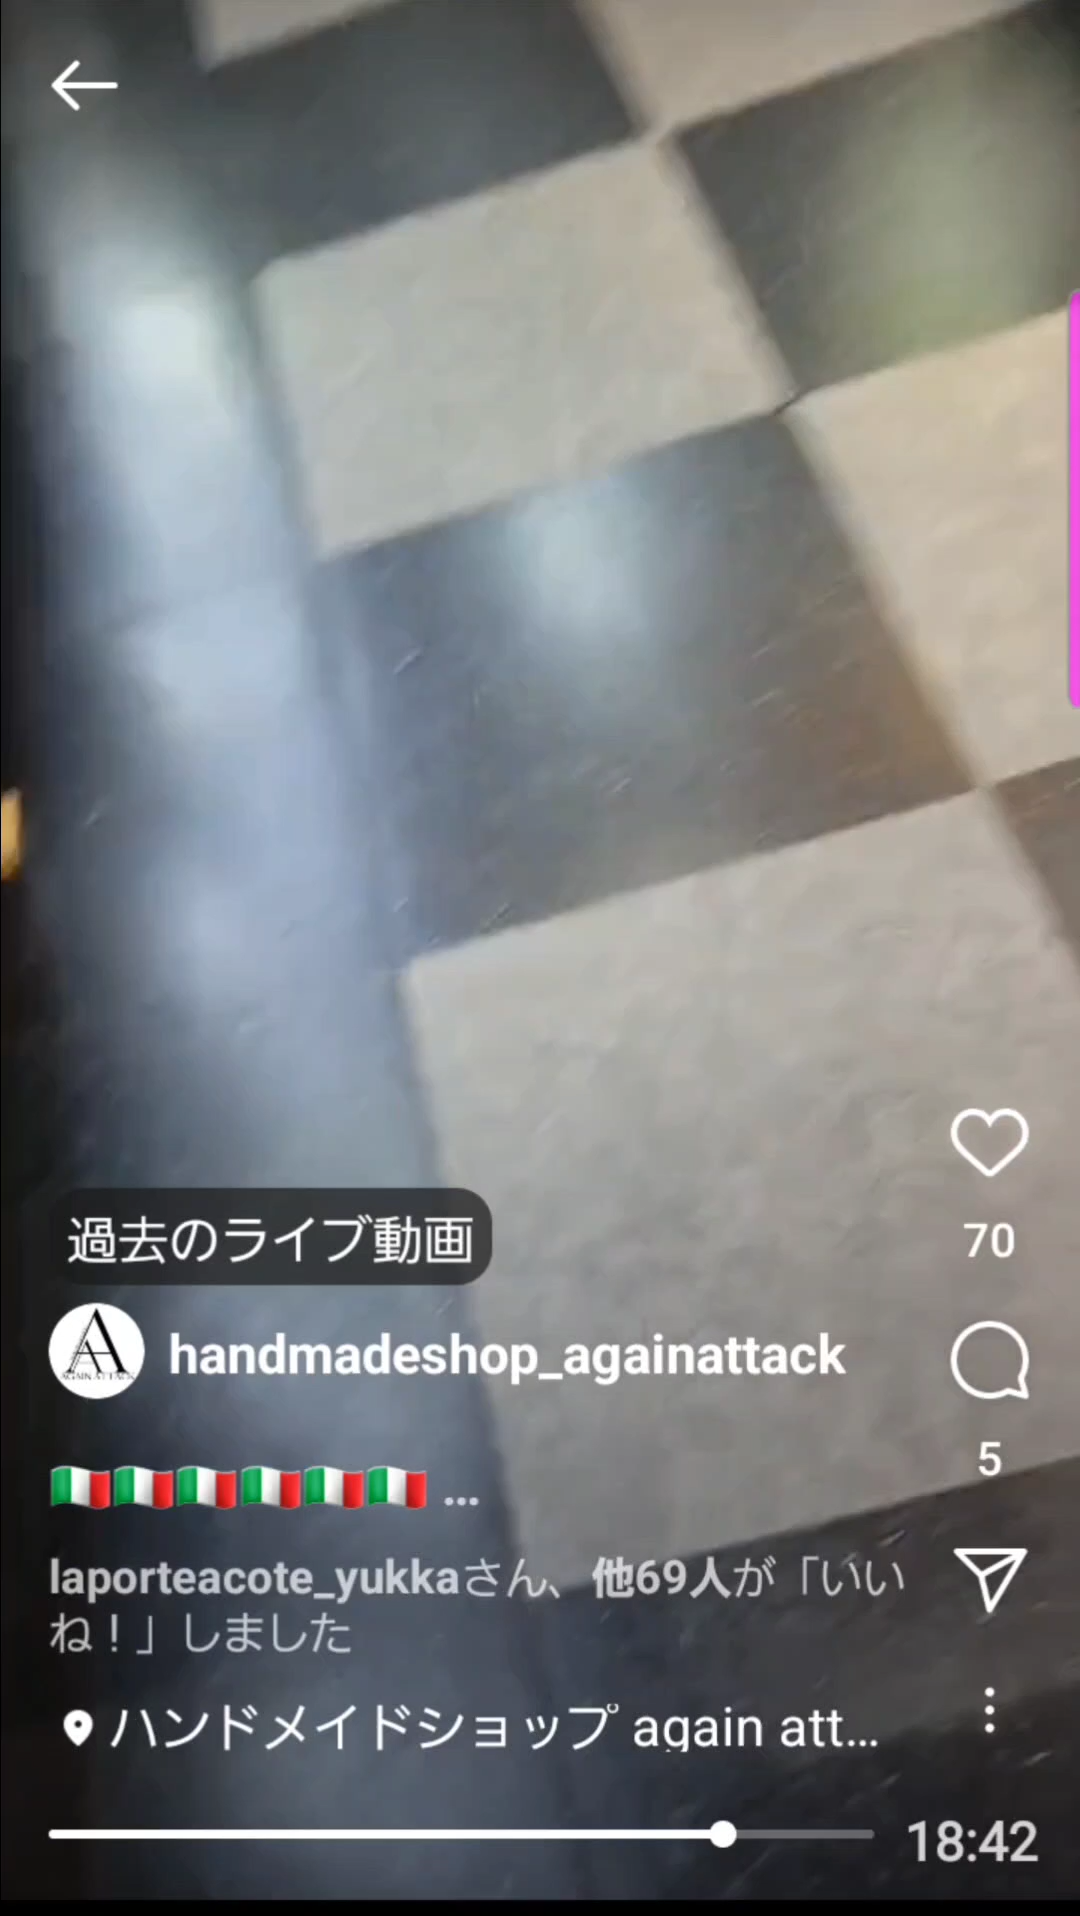 70
過去のライブ動画
AGAIN ATTACK
handmadeshop_againattack
5
🇮🇹🇮🇹🇮🇹🇮🇹🇮🇹🇮🇹 ...
laporteacote_yukkaさん、他69人が「いい
ね！」しました
ハンドメイドショップ again att...
18:42